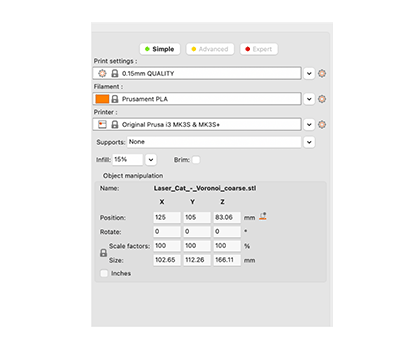 Simple Advanced Expert
Print settings :
0.15mm QUALITY
Filament :
Prusament PLA
Printer :
Original Prusa i3 MK3S & MK3S+
Supports: None
Infill: 15% Brim:
Object manipulation
Name: Laser_Cat_-_Voronoi_coarse.stl
X Y Z
Position: 125 105 83.06 mm
Rotate: 0 0 0 °
Scale factors: 100 100 100 %
Size: 102.65 112.26 166.11 mm
Inches